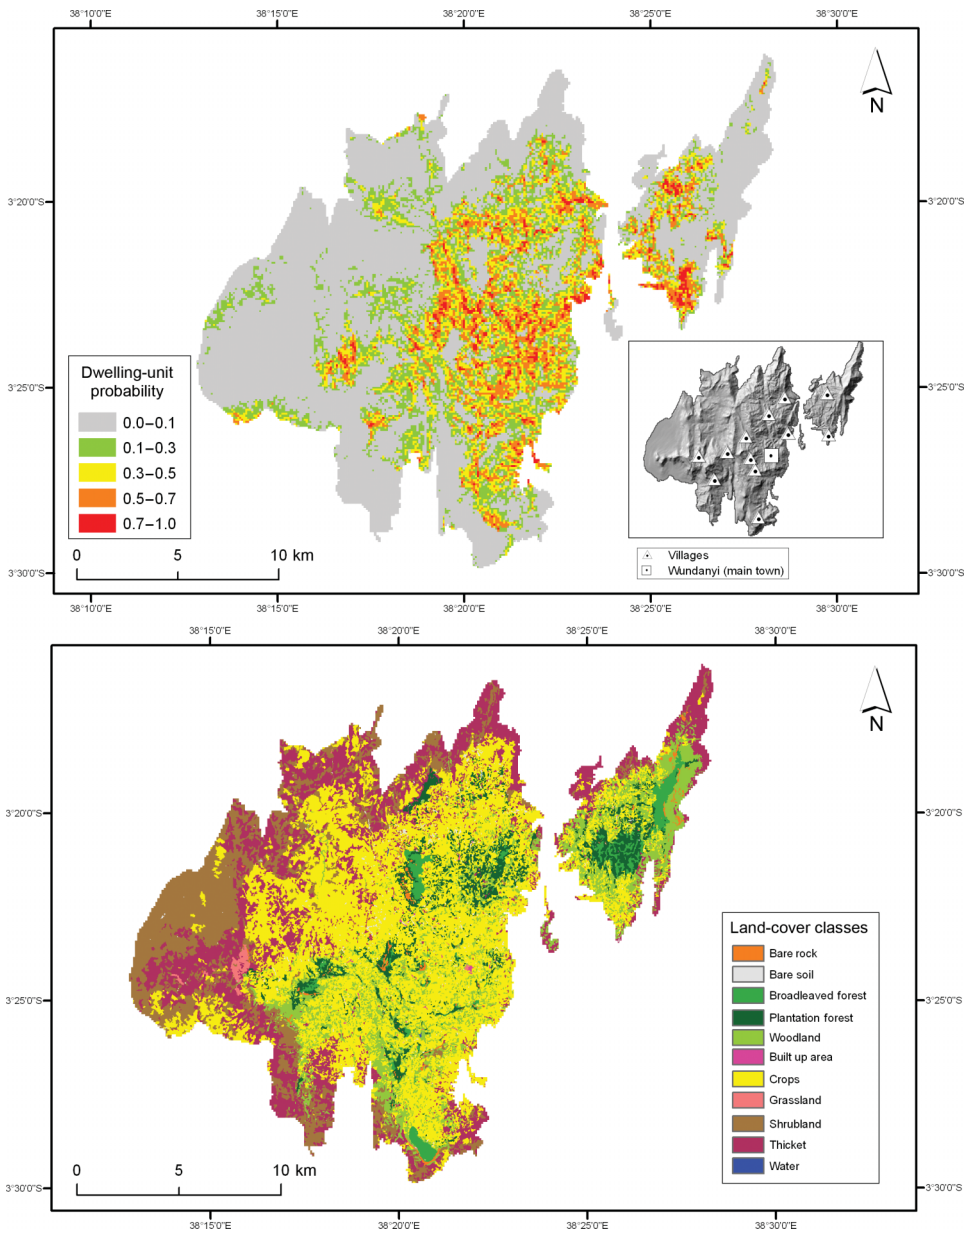 38°10'0"E 38°15'0"E 38°20'0"E 38°25'0"E 38°30'0"E
N
3°20'0"S 3°20'0"S
3°25'0"S 3°25'0"S
Dwelling-unit
probability
0.0–0.1
0.1–0.3
0.3–0.5
0.5–0.7
0.7–1.0
0 5 10 km
Villages
Wundanyi (main town)
3°30'0"S 3°30'0"S
38°10'0"E 38°15'0"E 38°20'0"E 38°25'0"E 38°30'0"E
38°15'0"E 38°20'0"E 38°25'0"E 38°30'0"E
N
3°20'0"S 3°20'0"S
Land-cover classes
Bare rock
Bare soil
Broadleaved forest
Plantation forest
Woodland
Built up area
Crops
Grassland
Shrubland
Thicket
Water
3°25'0"S 3°25'0"S
0 5 10 km
3°30'0"S 3°30'0"S
38°15'0"E 38°20'0"E 38°25'0"E 38°30'0"E